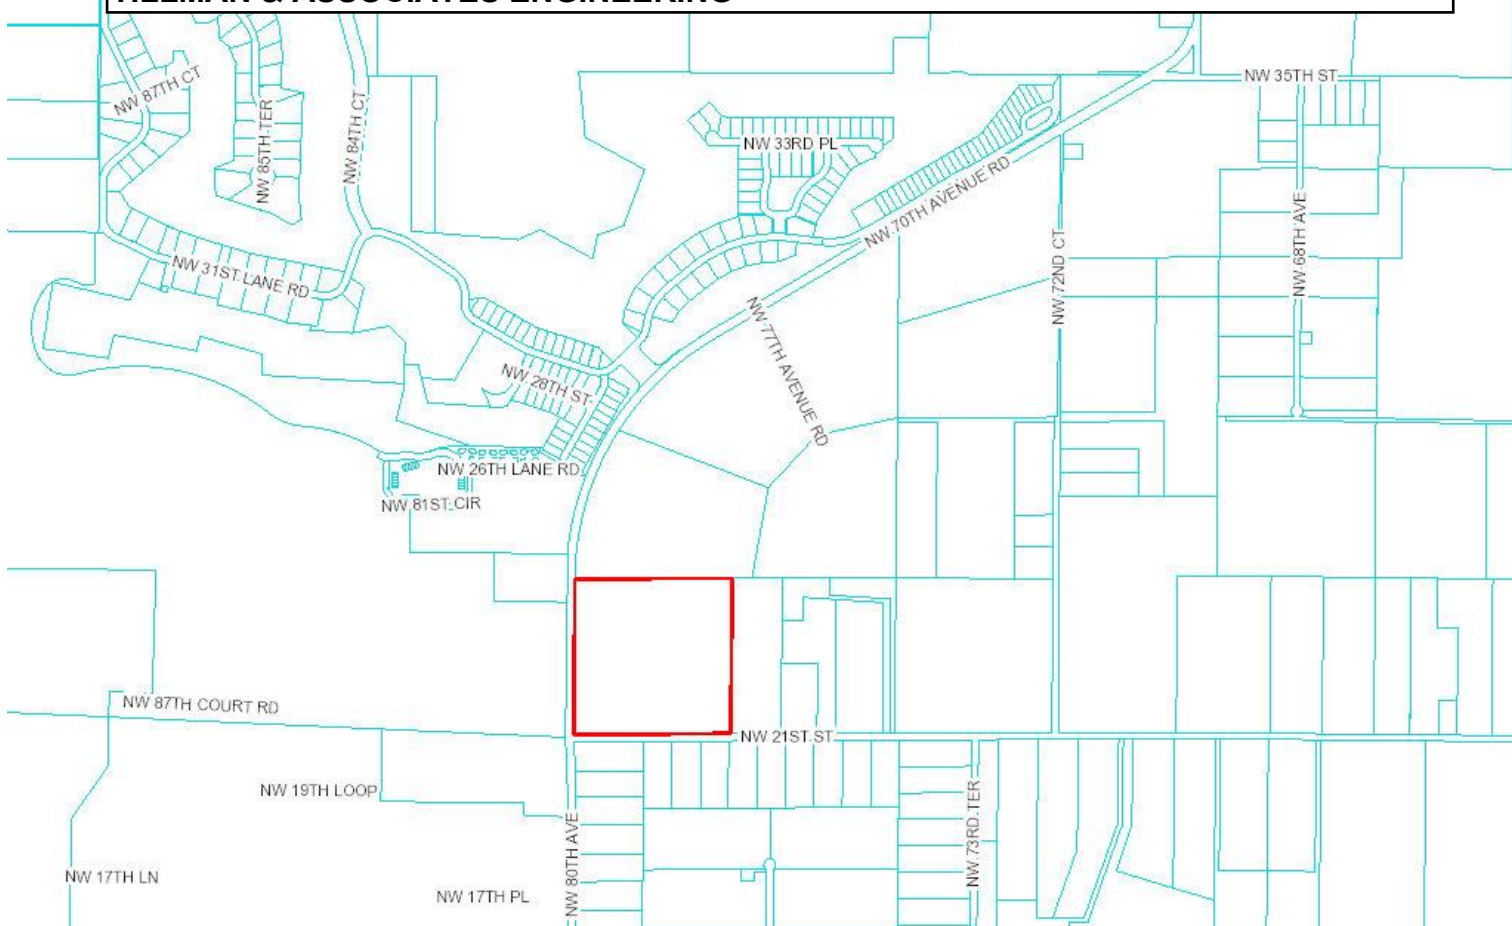 NW 35TH ST
NW 87TH CT
NW 85TH TER
NW 84TH CT
NW 33RD PL
NW 70TH AVENUE RD
NW 68TH AVE
NW 72ND CT
NW 31ST LANE RD
NW 77TH AVENUE RD
NW 28TH ST
NW 26TH LANE RD
NW 81ST CIR
NW 87TH COURT RD
NW 21ST ST
NW 19TH LOOP
NW 80TH AVE
NW 73RD TER
NW 17TH LN
NW 17TH PL